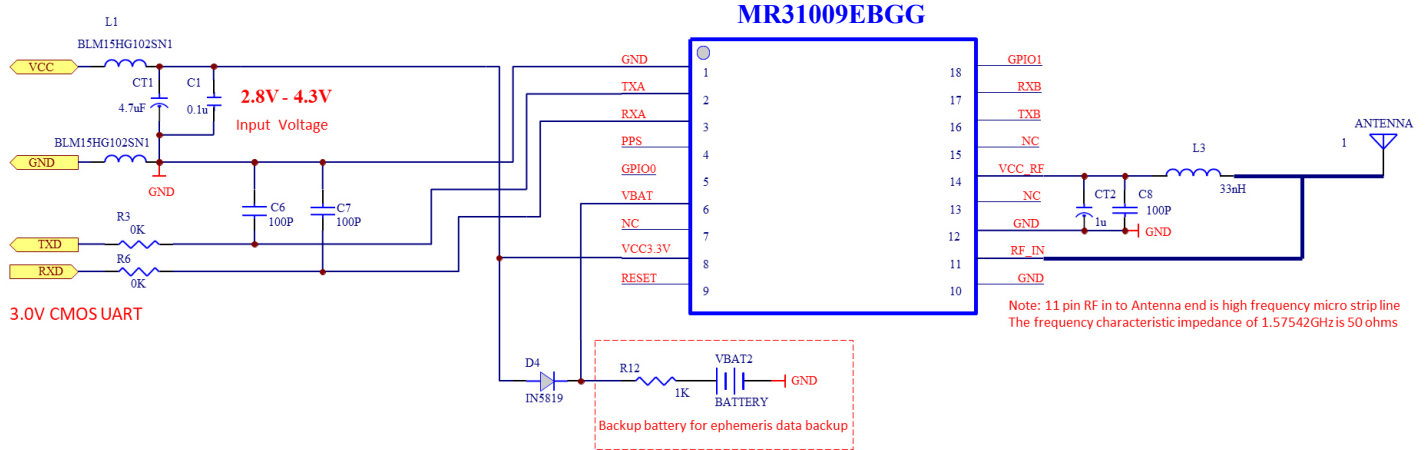 MR31009EBGG
L1
BLM15HG102SN1
VCC
CT1
4.7uF
C1
0.1u
2.8V - 4.3V
Input Voltage
BLM15HG102SN1
GND
GND
C6
100P
C7
100P
R3
0K
TXD
R6
0K
RXD
3.0V CMOS UART
GND
1
TXA
2
RXA
3
PPS
4
GPIO0
5
VBAT
6
NC
7
VCC3.3V
8
RESET
9
18
GPIO1
17
RXB
16
TXB
15
NC
14
VCC_RF
13
NC
12
GND
11
RF_IN
10
GND
CT2
1u
C8
100P
GND
L3
33nH
ANTENNA
1
Note: 11 pin RF in to Antenna end is high frequency micro strip line
The frequency characteristic impedance of 1.57542GHz is 50 ohms
D4
IN5819
R12
1K
VBAT2
BATTERY
GND
Backup battery for ephemeris data backup